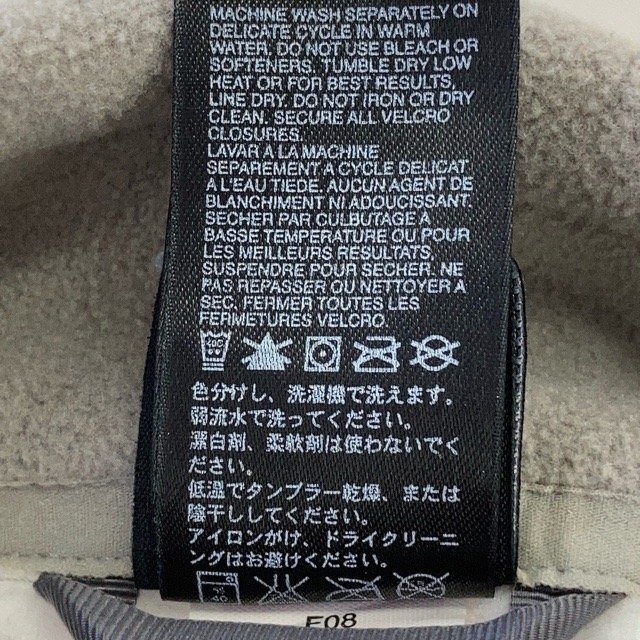 MACHINE WASH SEPARATELY ON
DELICATE CYCLE IN WARM
WATER. DO NOT USE BLEACH OR
SOFTENERS. TUMBLE DRY LOW
HEAT OR FOR BEST RESULTS,
LINE DRY. DO NOT IRON OR DRY
CLEAN. SECURE ALL VELCRO
CLOSURES.
LAVAR A LA MACHINE
SEPAREMENT A CYCLE DELICAT
A L'EAU TIEDE. AUCUN AGENT DE
BLANCHIMENT NI ADOUCISSANT.
SECHER PAR CULBUTAGE A
BASSE TEMPERATURE OU POUR
LES MEILLEURS RESULTATS,
SUSPENDRE POUR SECHER. NE
PAS REPASSER OU NETTOYER A
SEC. FERMER TOUTES LES
FERMETURES VELCRO.
色分けし、洗濯機で洗えます。
弱流水で洗ってください。
漂白剤、柔軟剤は使わないでく
ださい。
低温でタンブラー乾燥、または
陰干ししてください。
アイロンがけ、ドライクリーニ
ングはお避けください。
F08